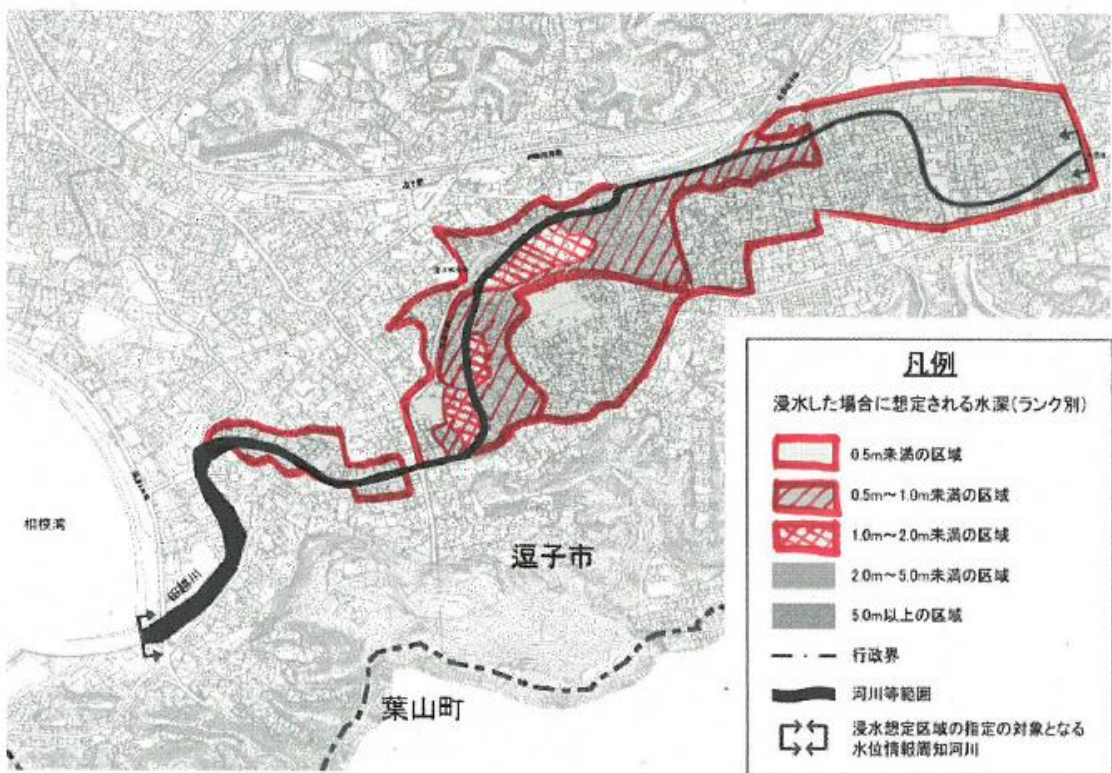 相模湾
田越川
逗子市
葉山町
凡例
浸水した場合に想定される水深(ランク別)
0.5m未満の区域
0.5m～1.0m未満の区域
1.0m～2.0m未満の区域
2.0m～5.0m未満の区域
5.0m以上の区域
行政界
河川等範囲
浸水想定区域の指定の対象となる
水位情報周知河川